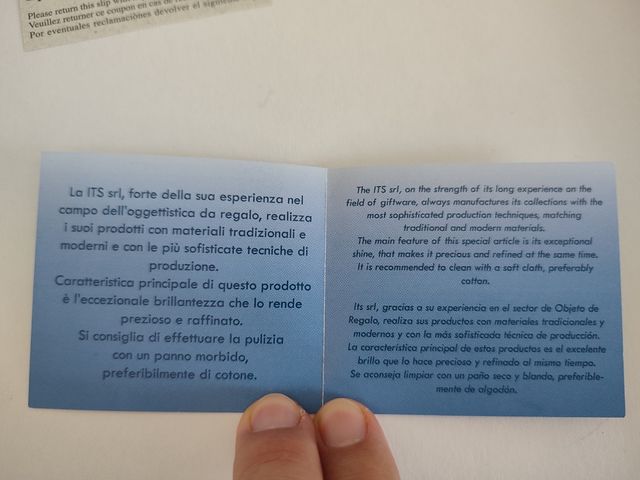 Please return this slip
Veuillez returner ce coupon en cas de
Por eventuales reclamaciónes devolver el
La ITS srl, forte della sua esperienza nel
campo dell'oggettistica da regalo, realizza
i suoi prodotti con materiali tradizionali e
moderni e con le più sofisticate tecniche di
produzione.
Caratteristica principale di questo prodotto
è l'eccezionale brillantezza che lo rende
prezioso e raffinato.
Si consiglia di effettuare la pulizia
con un panno morbido,
preferibilmente di cotone.
The ITS srl, on the strength of its long experience on the
field of giftware, always manufactures its collections with the
most sophisticated production techniques, matching
traditional and modern materials.
The main feature of this special article is its exceptional
shine, that makes it precious and refined at the same time.
It is recommended to clean with a soft cloth, preferably
cotton.
Its srl, gracias a su experiencia en el sector de Objeto de
Regalo, realiza sus productos con materiales tradicionales y
modernos y con la más sofisticada técnica de producción.
La caracteristica principal de estos productos es el excelente
brillo que lo hace precioso y refinado al mismo tiempo.
Se aconseja limpiar con un paño seco y blando, preferible-
mente de algodón.